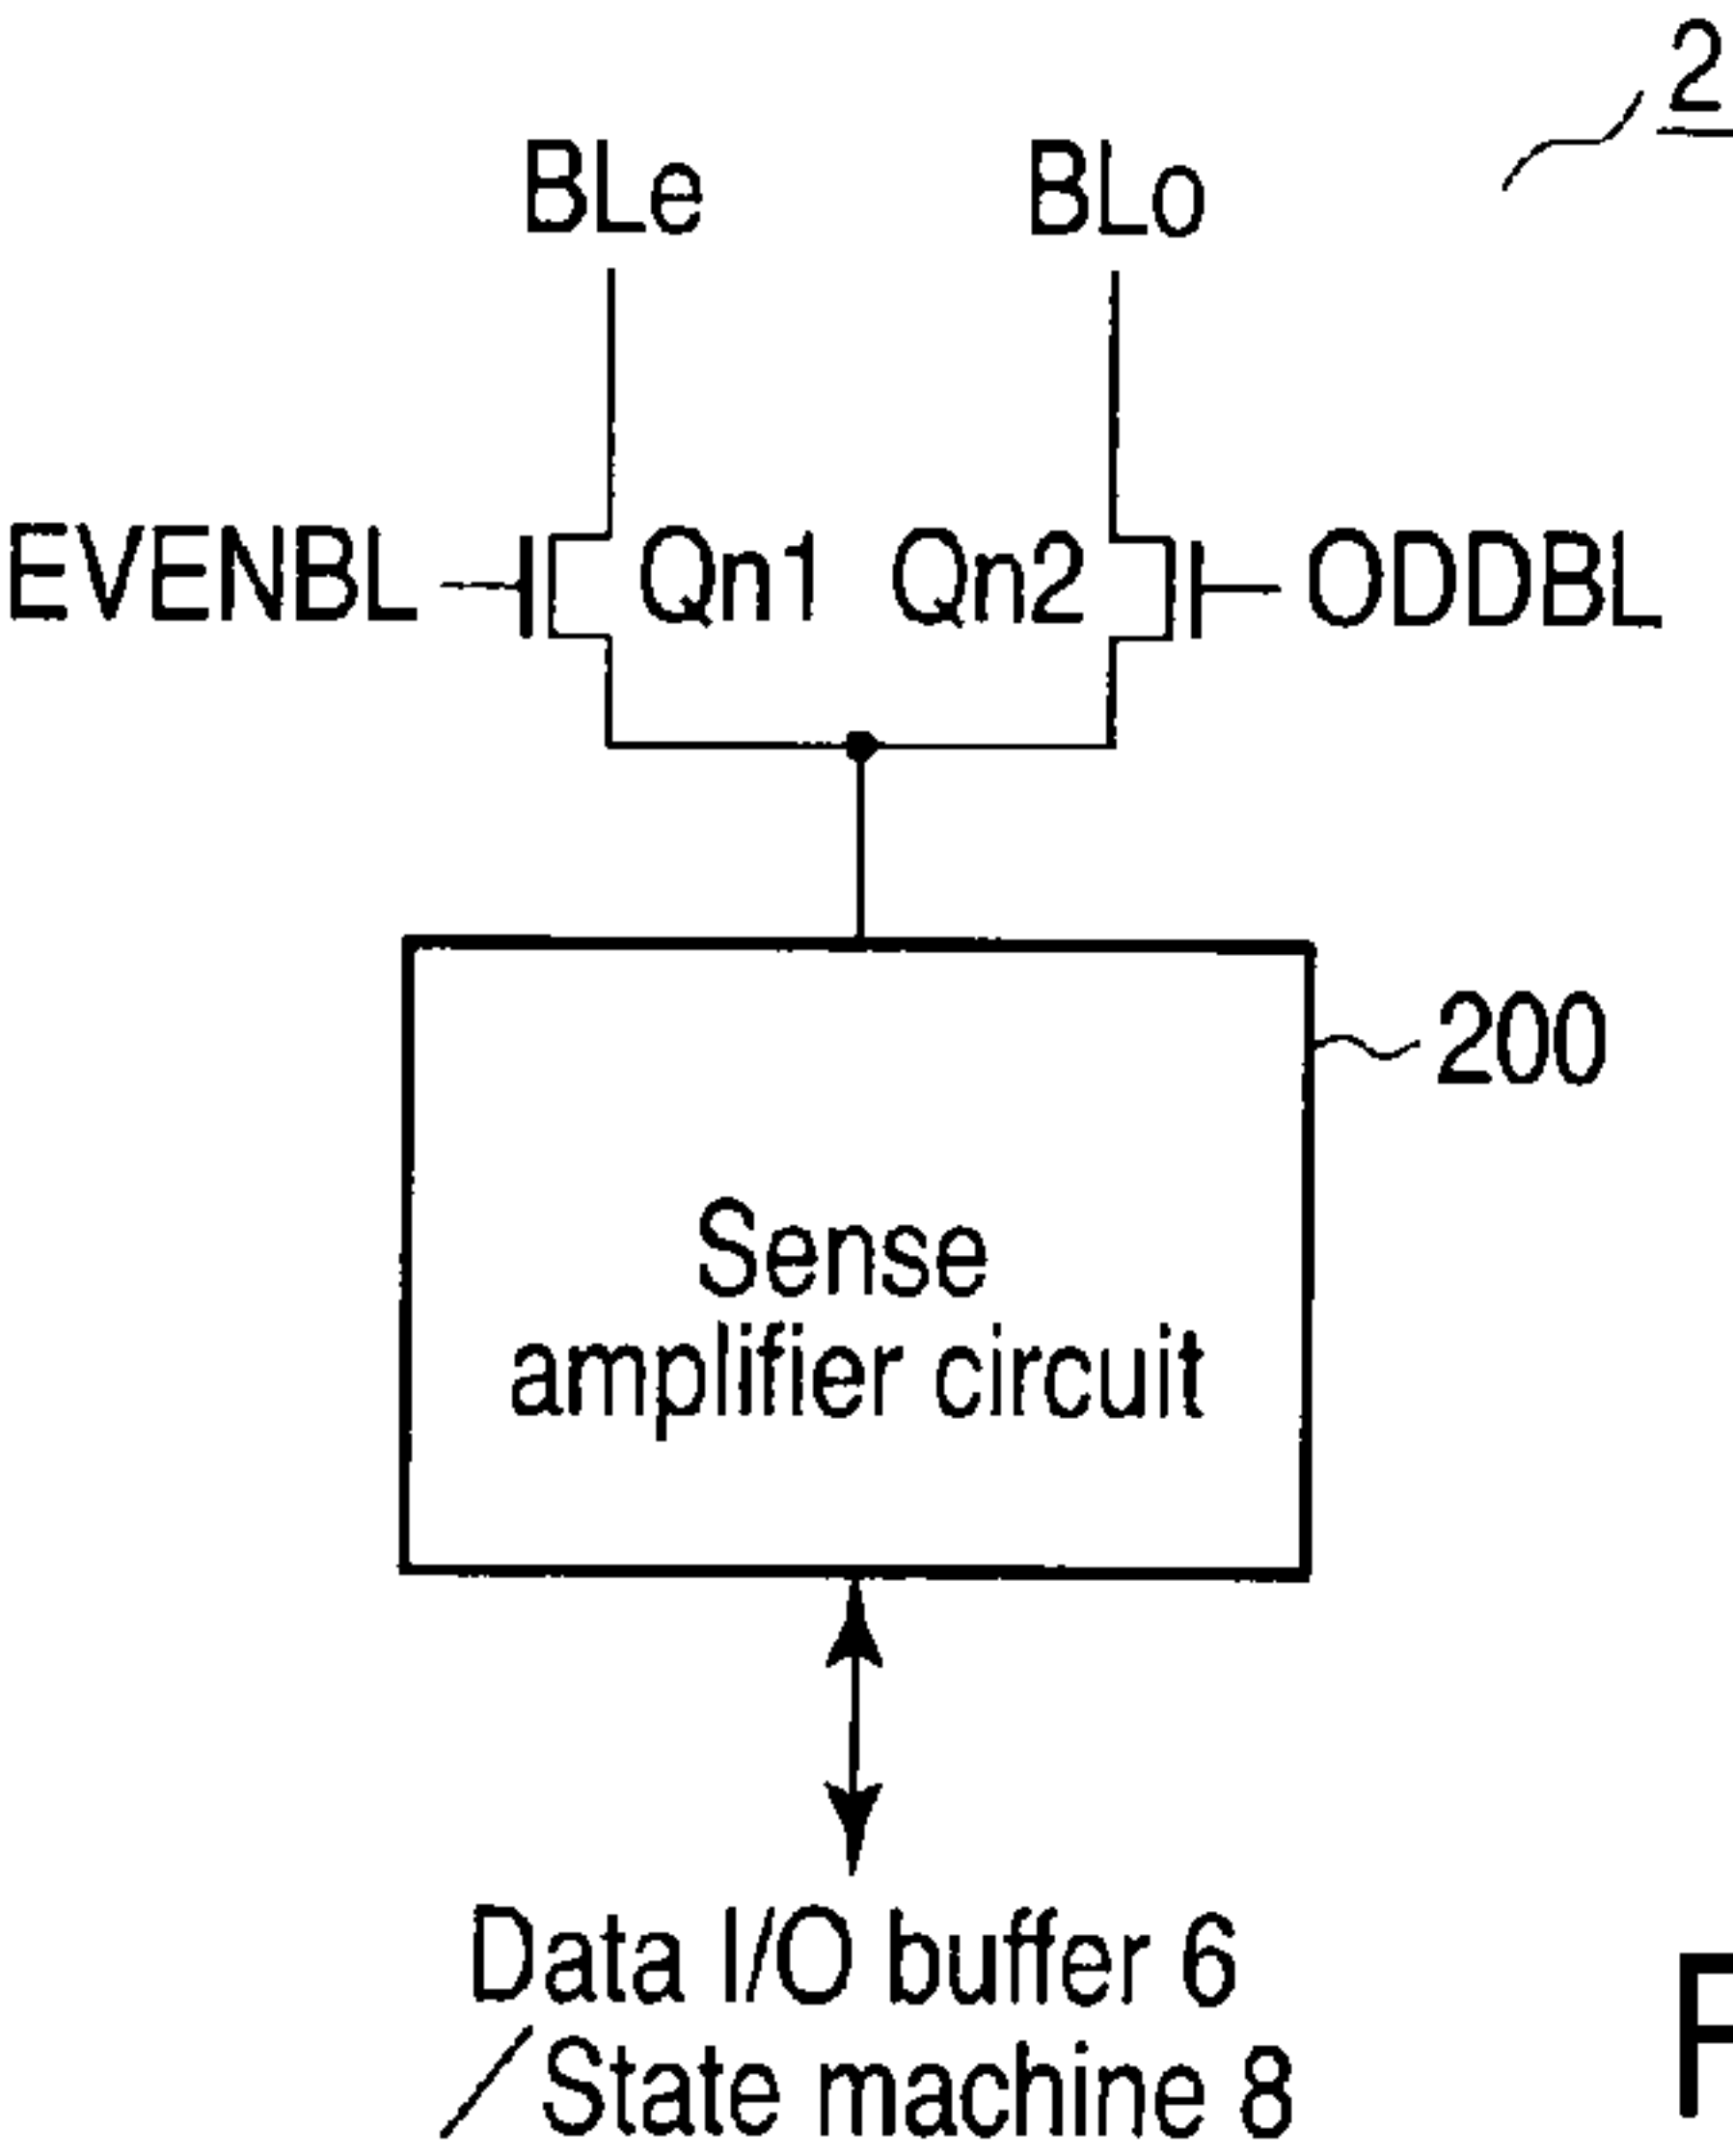 2
BLe BLo
EVENBL Qn1 Qn2 ODDBL
200
Sense
amplifier circuit
Data I/O buffer 6
/State machine 8
F